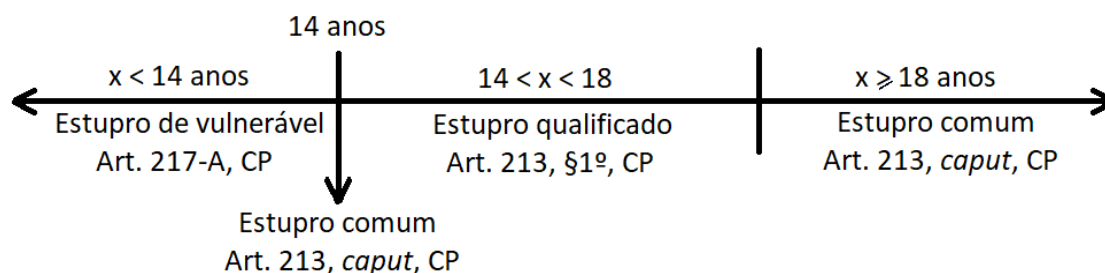 14 anos
x < 14 anos
14 < x < 18
x ⩾ 18 anos
Estupro de vulnerável
Art. 217-A, CP
Estupro qualificado
Art. 213, §1º, CP
Estupro comum
Art. 213, caput, CP
Estupro comum
Art. 213, caput, CP